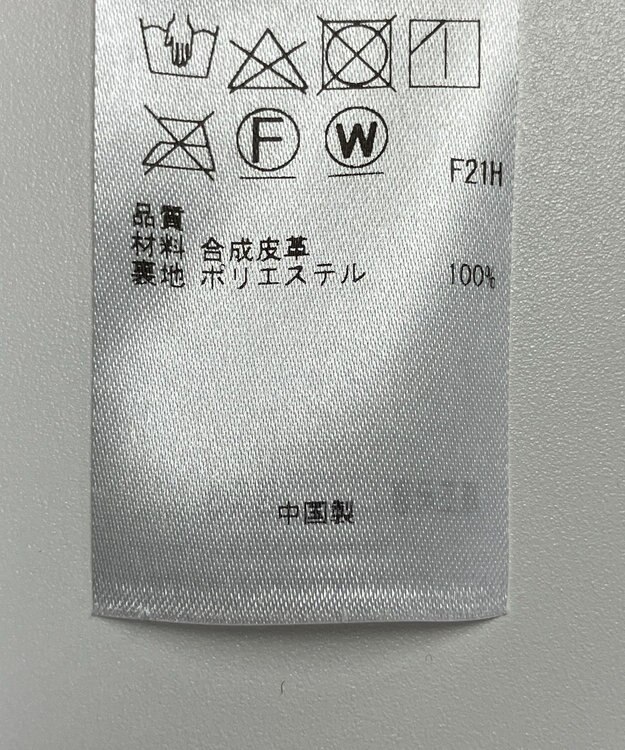 F
W
F21H
品質
材料 合成皮革
裏地 ポリエステル 100%
中国製